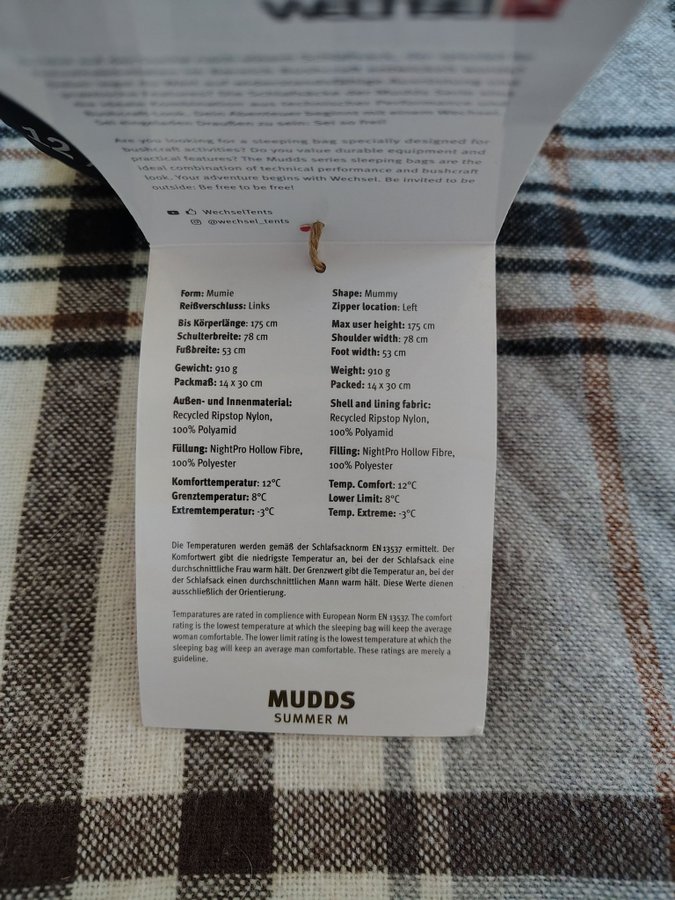 Wechsel
12
Are you looking for a sleeping bag specially designed for
bushcraft activities? Do you value durable equipment and
practical features? The Mudds series sleeping bags are the
ideal combination of technical performance and bushcraft
look. Your adventure begins with Wechsel. Be invited to be
outside: Be free to be free!
WechselTents
@wechsel_tents
Form: Mumie
Reißverschluss: Links
Bis Körperlänge: 175 cm
Schulterbreite: 78 cm
Fußbreite: 53 cm
Gewicht: 910 g
Packmaß: 14 x 30 cm
Außen- und Innenmaterial:
Recycled Ripstop Nylon,
100% Polyamid
Füllung: NightPro Hollow Fibre,
100% Polyester
Komforttemperatur: 12°C
Grenztemperatur: 8°C
Extremtemperatur: -3°C
Shape: Mummy
Zipper location: Left
Max user height: 175 cm
Shoulder width: 78 cm
Foot width: 53 cm
Weight: 910 g
Packed: 14 x 30 cm
Shell and lining fabric:
Recycled Ripstop Nylon,
100% Polyamid
Filling: NightPro Hollow Fibre,
100% Polyester
Temp. Comfort: 12°C
Lower Limit: 8°C
Temp. Extreme: -3°C
Die Temperaturen werden gemäß der Schlafsacknorm EN 13537 ermittelt. Der
Komfortwert gibt die niedrigste Temperatur an, bei der der Schlafsack eine
durchschnittliche Frau warm hält. Der Grenzwert gibt die Temperatur an, bei der
der Schlafsack einen durchschnittlichen Mann warm hält. Diese Werte dienen
ausschließlich der Orientierung.
Temparatures are rated in complience with European Norm EN 13537. The comfort
rating is the lowest temperature at which the sleeping bag will keep the average
woman comfortable. The lower limit rating is the lowest temperature at which the
sleeping bag will keep an average man comfortable. These ratings are merely a
guideline.
MUDDS
SUMMER M